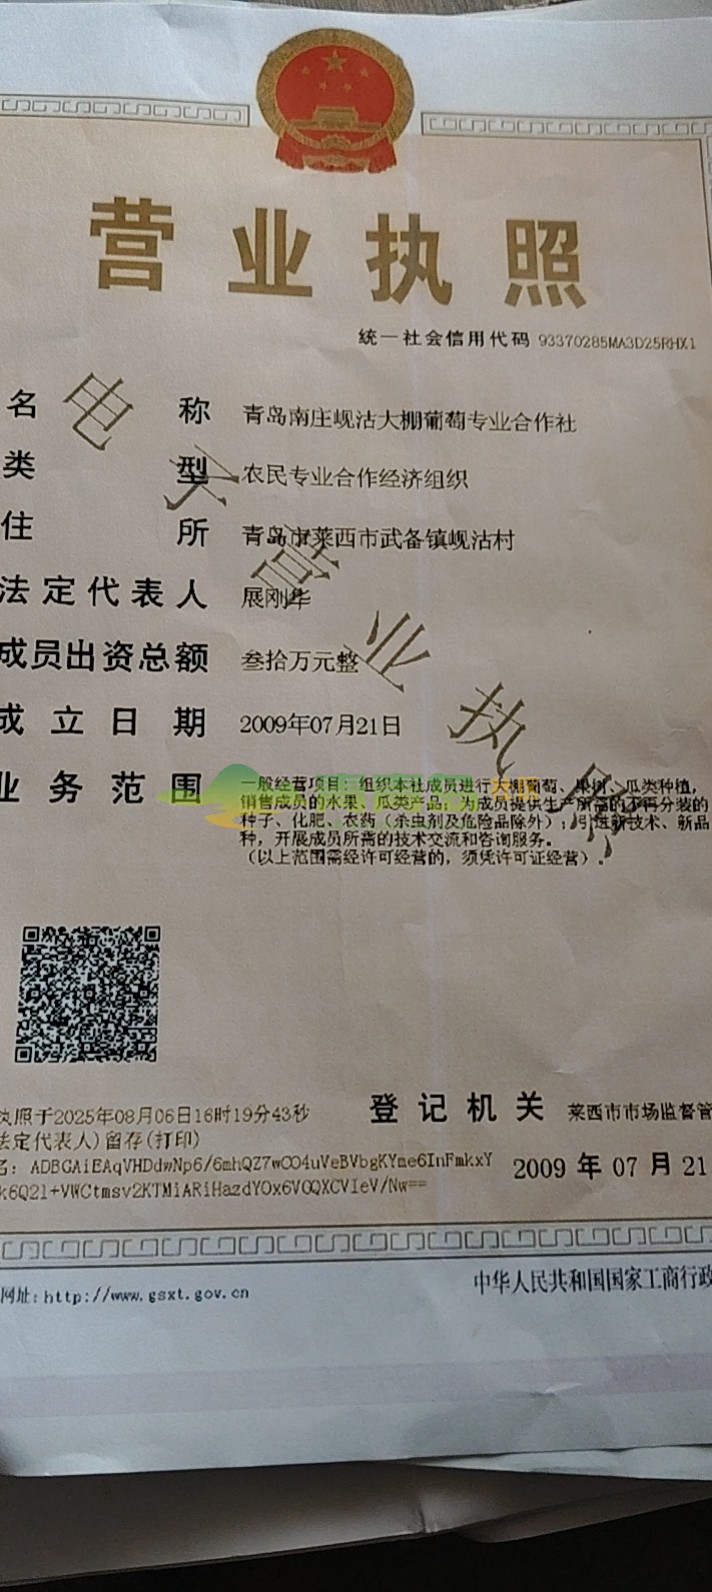 营业执照
统一社会信用代码 93370285MA3D25RHX1
名称 青岛南庄岘沽大棚葡萄专业合作社
类型 农民专业合作经济组织
住所 青岛市莱西市武备镇岘沽村
法定代表人 展刚华
成员出资总额 叁拾万元整
成立日期 2009年07月21日
业务范围 一般经营项目：组织本社成员进行大棚葡萄、果树、瓜类种植，
销售成员的水果、瓜类产品；为成员提供生产所需的不再分装的
种子、化肥、农药（杀虫剂及危险品除外）；引进新技术、新品
种，开展成员所需的技术交流和咨询服务。
（以上范围需经许可经营的，须凭许可证经营）。
电子营业执照
执照于2025年08月06日16时19分43秒
法定代表人)留存(打印)
名：ADBGAiEAqVHDdwNp6/6mhQZ7wCO4uVeBVbgKYme6InFmkxY
k6Q2l+VWCtmsv2KTMiARiHazdYOx6VGQXCVIeV/Nw==
登记机关 莱西市市场监督管
2009年07月21
网址：http://www.gsxt.gov.cn
中华人民共和国国家工商行政